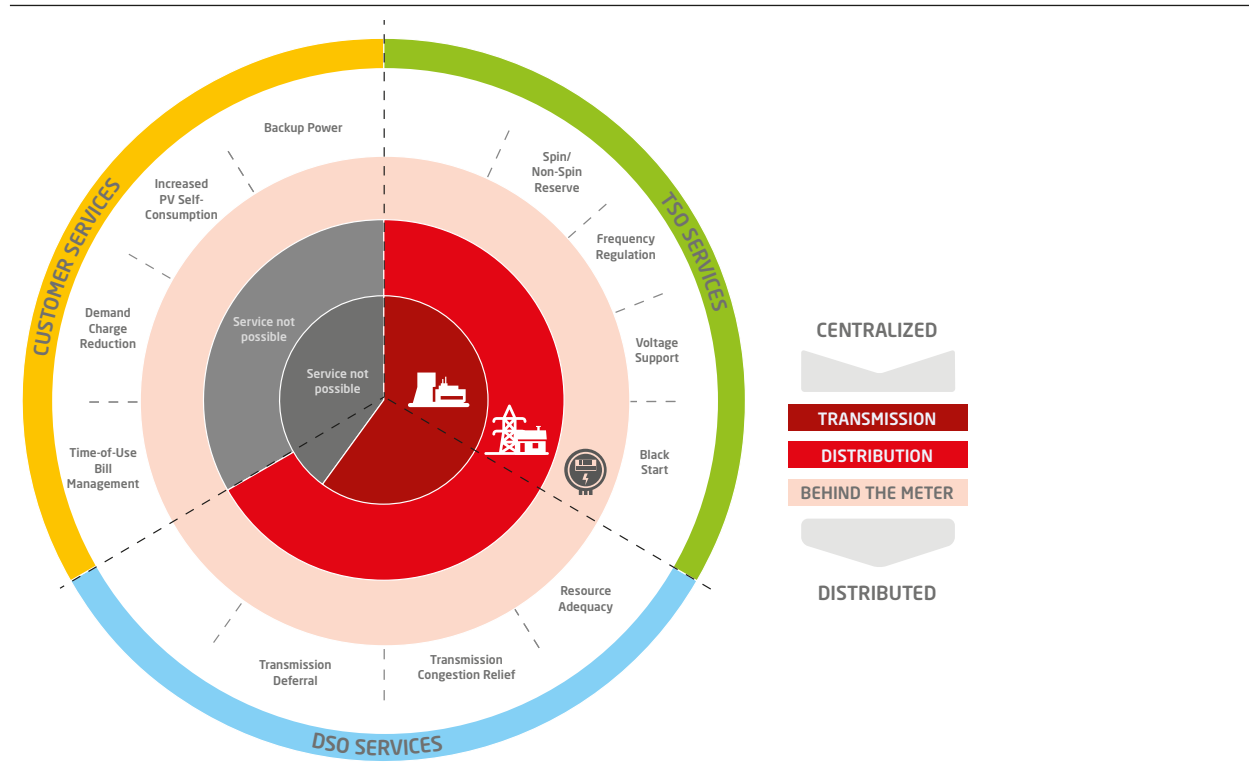 CUSTOMER SERVICES
TSO SERVICES
DSO SERVICES
Backup Power
Increased
PV Self-
Consumption
Demand
Charge
Reduction
Time-of-Use
Bill
Management
Spin/
Non-Spin
Reserve
Frequency
Regulation
Voltage
Support
Black
Start
Resource
Adequacy
Transmission
Congestion Relief
Transmission
Deferral
Service not
possible
Service not
possible
CENTRALIZED
TRANSMISSION
DISTRIBUTION
BEHIND THE METER
DISTRIBUTED